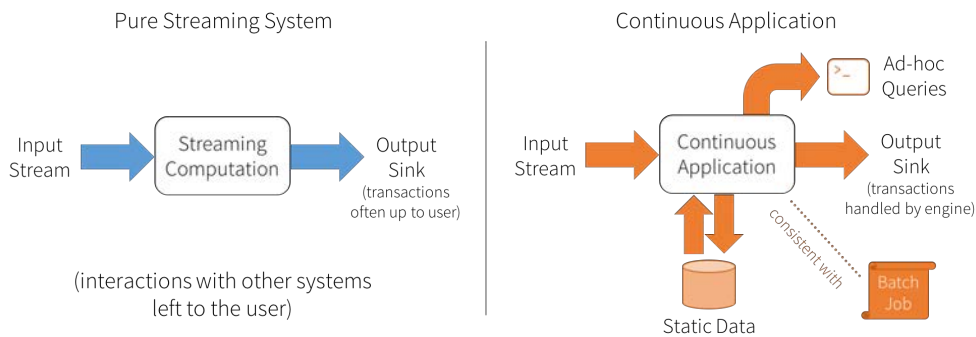 Pure Streaming System
Input
Stream
Streaming
Computation
Output
Sink
(transactions
often up to user)
(interactions with other systems
left to the user)
Continuous Application
>_
Ad-hoc
Queries
Input
Stream
Continuous
Application
Output
Sink
(transactions
handled by engine)
consistent with
Batch
Job
Static Data